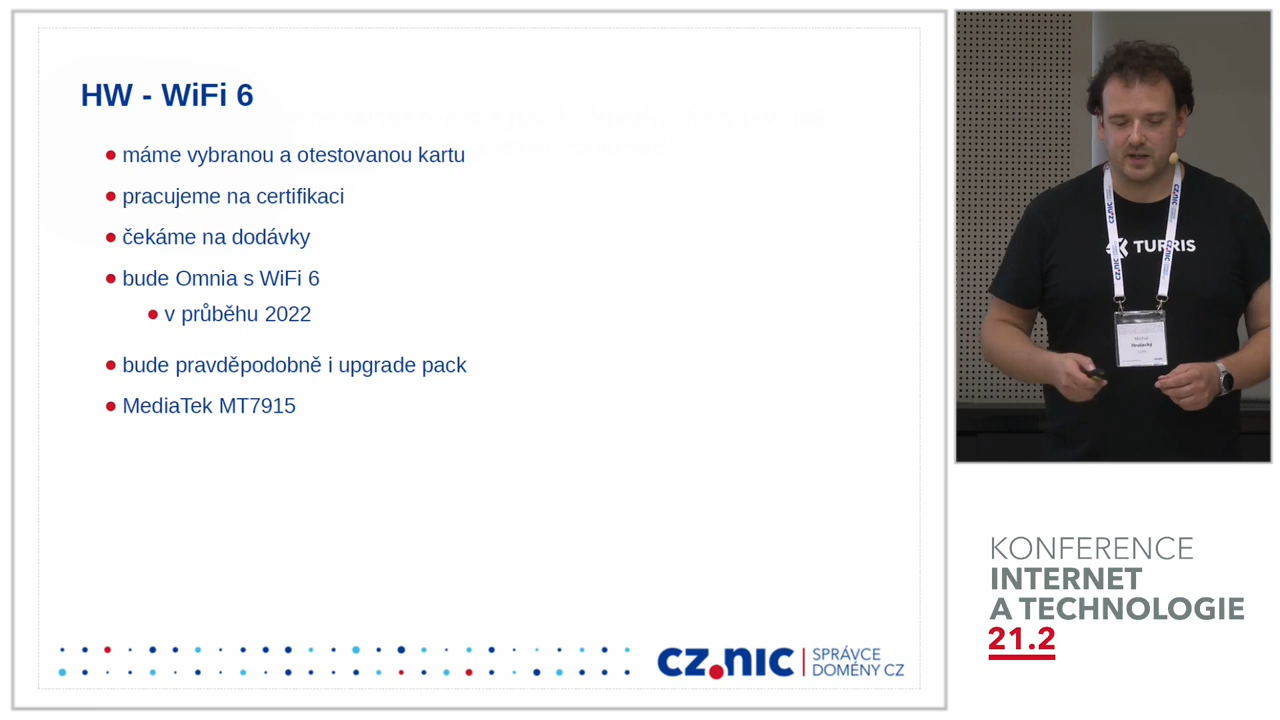 HW - WiFi 6
máme vybranou a otestovanou kartu
pracujeme na certifikaci
čekáme na dodávky
bude Omnia s WiFi 6
v průběhu 2022
bude pravděpodobně i upgrade pack
MediaTek MT7915
CZ.NIC
SPRÁVCE
DOMÉNY CZ
TURRIS
KONFERENCE
INTERNET
A TECHNOLOGIE
21.2